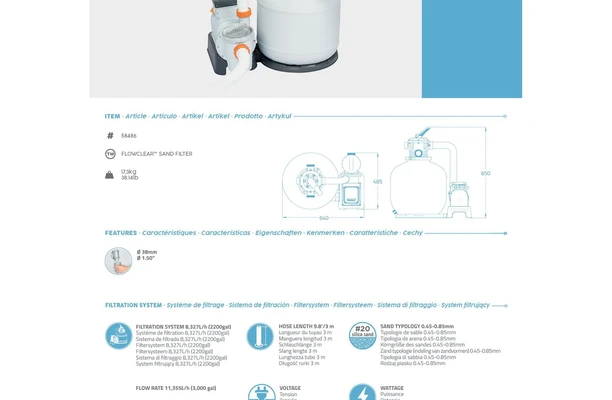 ITEM · Article · Artículo · Artikel · Artikel · Prodotto · Artykuł
# 58486
TM FLOWCLEAR™ SAND FILTER
17,3kg
38.14lb
485
640
650
FEATURES · Caractéristiques · Características · Eigenschaften · Kenmerken · Caratteristiche · Cechy
Ø 38mm
Ø 1.50"
FILTRATION SYSTEM · Système de filtrage · Sistema de filtración · Filtersystem · Filtersysteem · Sistema di filtraggio · System filtrujący
FILTRATION SYSTEM 8,327L/h (2200gal)
Système de filtration 8,327L/h (2200gal)
Sistema de filtrada 8,327L/h (2200gal)
Filtersystem 8,327L/h (2200gal)
Filtersysteem 8,327L/h (2200gal)
Sistema di filtraggio 8,327L/h (2200gal)
System filtrujący 8,327L/h (2200gal)
HOSE LENGTH 9.8'/3 m
Longueur du tuyau 3 m
Manguera longitud 3 m
Schlauchlänge 3 m
Slang lengte 3 m
Lunghezza tubo 3 m
Długość rurki 3 m
#20
silica sand
SAND TYPOLOGY 0.45-0.85mm
Typologie de sable 0.45-0.85mm
Tipología de arena 0.45-0.85mm
Körnergröße des sandes 0.45-0.85mm
Zand typologie (indeling van zandvormen) 0.45-0.85mm
Tipologia di sabbia 0.45-0.85mm
Rodzaj piasku 0.45-0.85mm
FLOW RATE 11,355L/h (3,000 gal)
VOLTAGE
Tension
WATTAGE
Puissance